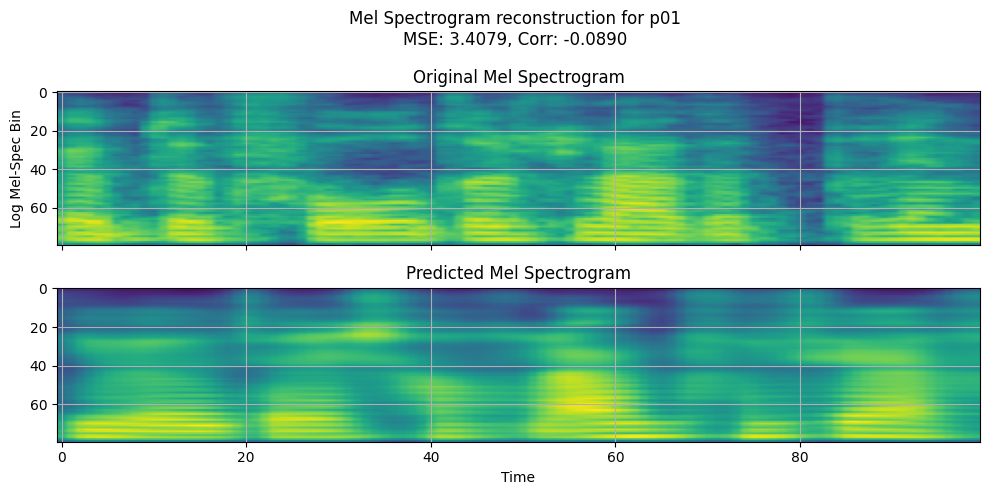 Mel Spectrogram reconstruction for p01
MSE: 3.4079, Corr: -0.0890
Original Mel Spectrogram
0
20
40
60
Log Mel-Spec Bin
Predicted Mel Spectrogram
0
20
40
60
0 20 40 60 80
Time